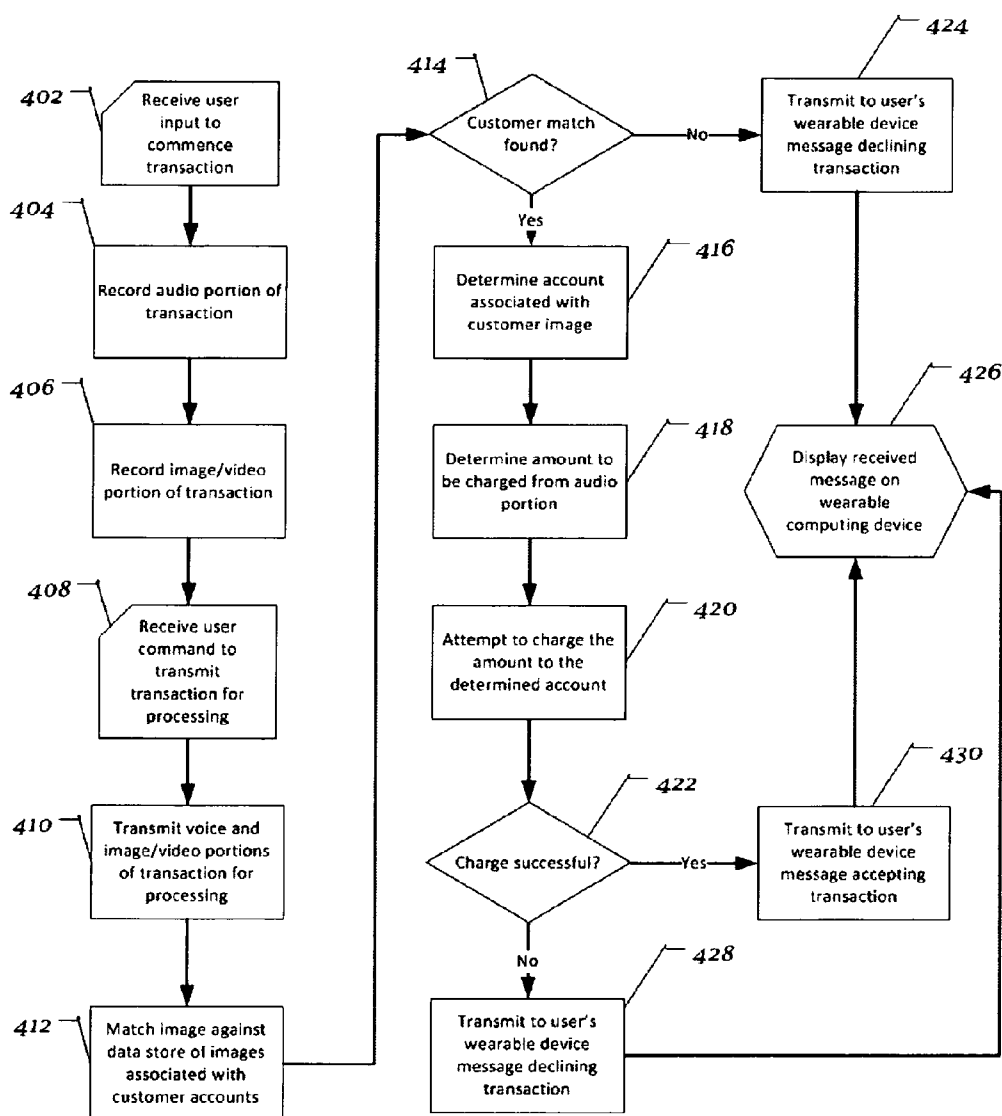 402
Receive user
input to
commence
transaction
404
Record audio portion of
transaction
406
Record image/video
portion of transaction
408
Receive user
command to
transmit
transaction for
processing
410
Transmit voice and
image/video portions
of transaction for
processing
412
Match image against
data store of images
associated with
customer accounts
414
Customer match
found?
No
Yes
416
Determine account
associated with
customer image
418
Determine amount to
be charged from audio
portion
420
Attempt to charge the
amount to the
determined account
422
Charge successful?
Yes
No
428
Transmit to user's
wearable device
message declining
transaction
424
Transmit to user's
wearable device
message declining
transaction
426
Display received
message on
wearable
computing device
430
Transmit to user's
wearable device
message accepting
transaction